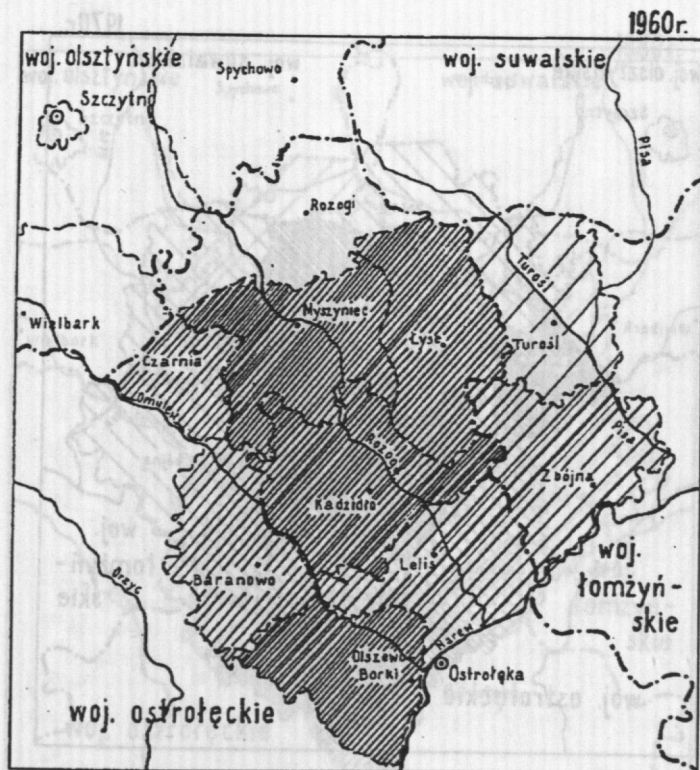 1960r.
woj. olsztyńskie
Spychowo
woj. suwalskie
Szczytno
Pisa
Rozogi
Turośl
Myszyniec
Wielbark
Łyse
Turośl
Czarnia
Omulew
Rozoga
Pisa
Zbójna
Kadzidło
Lelis
woj.
łomżyń-
skie
Baranowo
Orzyc
Narew
Olszewo
Borki
Ostrołęka
woj. ostrołęckie